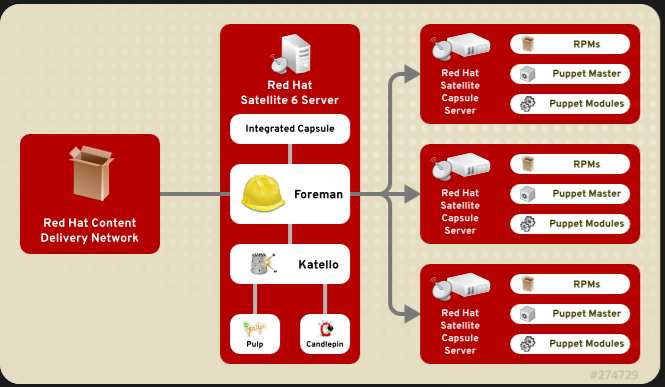 Red Hat Content
Delivery Network
Red Hat
Satellite 6 Server
Integrated Capsule
Foreman
Katello
Pulp
Candlepin
Red Hat
Satellite
Capsule
Server
RPMs
Puppet Master
Puppet Modules
Red Hat
Satellite
Capsule
Server
RPMs
Puppet Master
Puppet Modules
Red Hat
Satellite
Capsule
Server
RPMs
Puppet Master
Puppet Modules
#274729